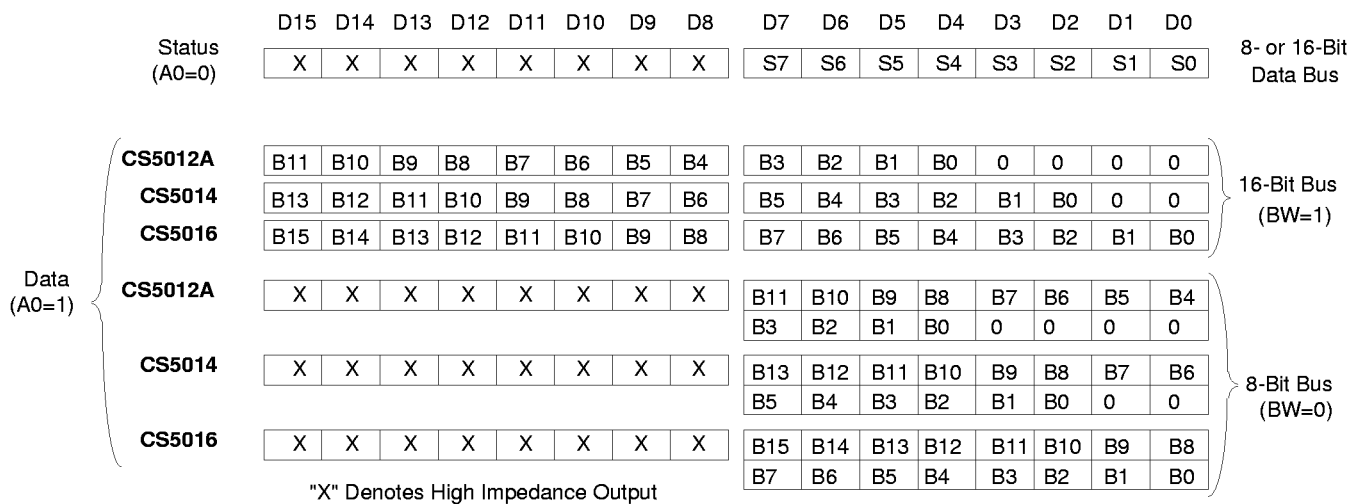 D15 D14 D13 D12 D11 D10 D9 D8 D7 D6 D5 D4 D3 D2 D1 D0
Status
(A0=0)
X X X X X X X X S7 S6 S5 S4 S3 S2 S1 S0
8- or 16-Bit
Data Bus
Data
(A0=1)
CS5012A B11 B10 B9 B8 B7 B6 B5 B4 B3 B2 B1 B0 0 0 0 0
CS5014 B13 B12 B11 B10 B9 B8 B7 B6 B5 B4 B3 B2 B1 B0 0 0
CS5016 B15 B14 B13 B12 B11 B10 B9 B8 B7 B6 B5 B4 B3 B2 B1 B0
16-Bit Bus
(BW=1)
CS5012A X X X X X X X X B11 B10 B9 B8 B7 B6 B5 B4
B3 B2 B1 B0 0 0 0 0
CS5014 X X X X X X X X B13 B12 B11 B10 B9 B8 B7 B6
B5 B4 B3 B2 B1 B0 0 0
CS5016 X X X X X X X X B15 B14 B13 B12 B11 B10 B9 B8
B7 B6 B5 B4 B3 B2 B1 B0
8-Bit Bus
(BW=0)
"X" Denotes High Impedance Output